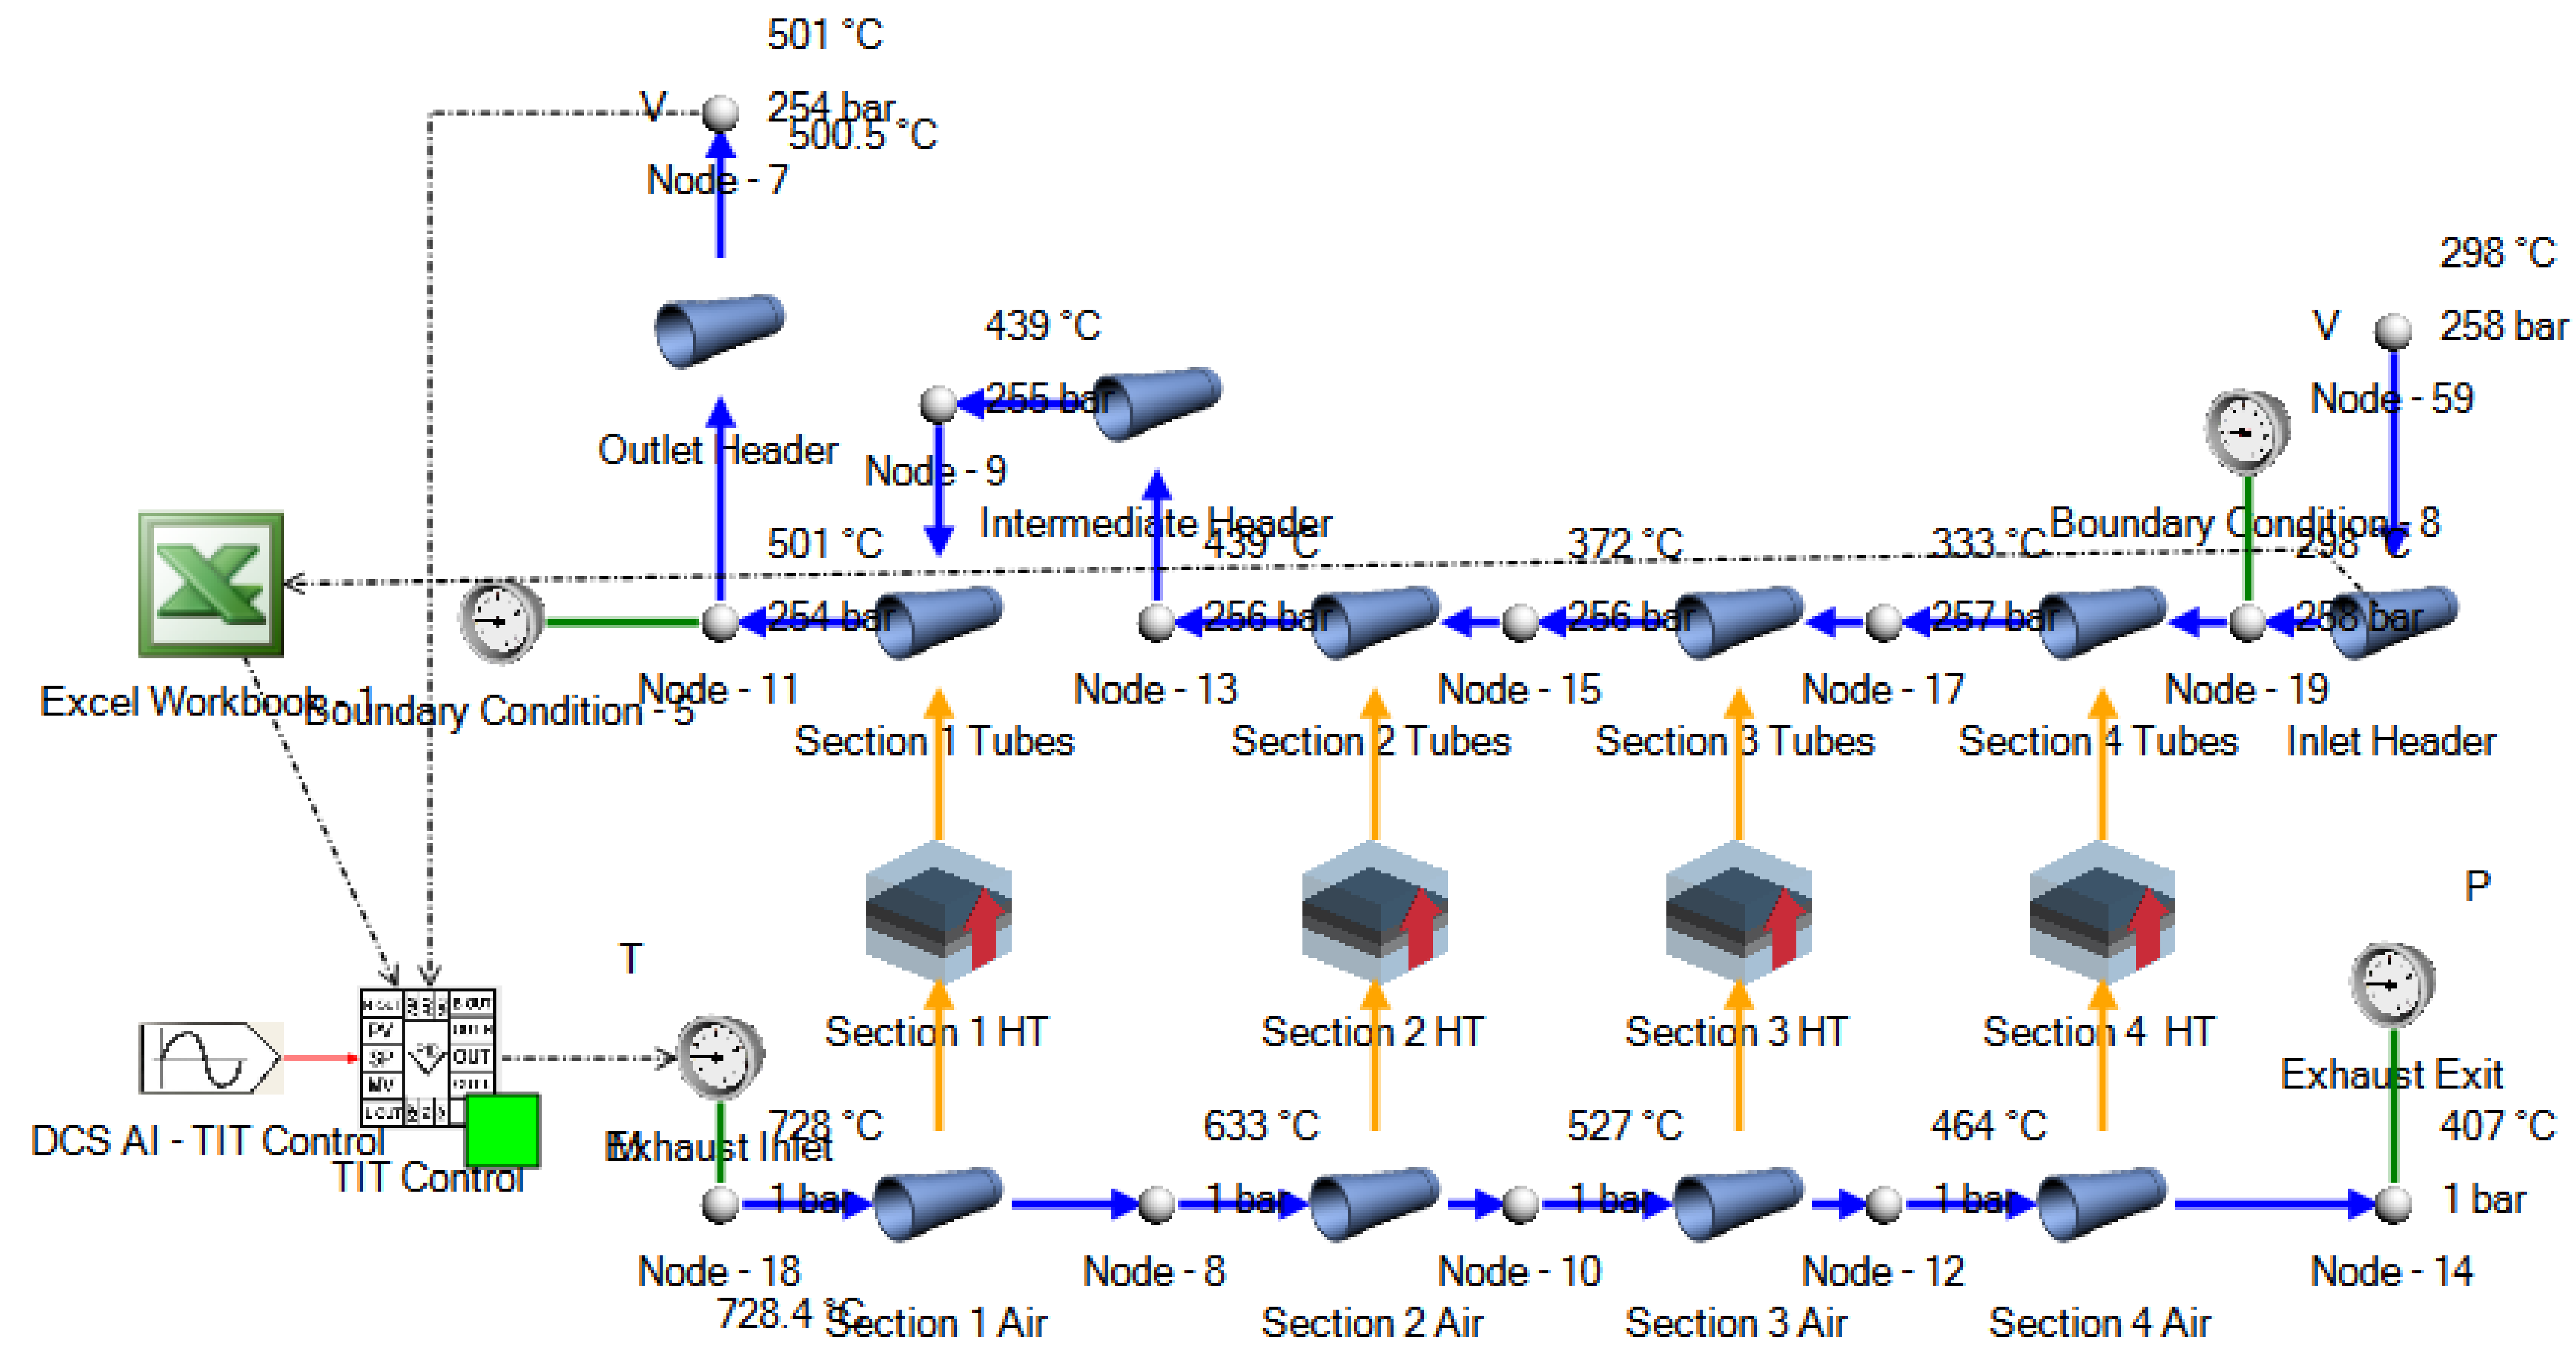 501 °C
V
254 bar
500.5 °C
Node - 7
298 °C
439 °C
V
258 bar
255 bar
Node - 59
Outlet Header
Node - 9
Intermediate Header
Boundary Condition - 8
501 °C
439 °C
372 °C
333 °C
298 °C
254 bar
256 bar
256 bar
257 bar
258 bar
Excel Workbook - 1
Boundary Condition - 5
Node - 11
Node - 13
Node - 15
Node - 17
Node - 19
Section 1 Tubes
Section 2 Tubes
Section 3 Tubes
Section 4 Tubes
Inlet Header
P
T
PV
SP
MV
OUT
Section 1 HT
Section 2 HT
Section 3 HT
Section 4 HT
Exhaust Exit
DCS AI - TIT Control
TIT Control
M
Exhaust Inlet
728 °C
633 °C
527 °C
464 °C
407 °C
1 bar
1 bar
1 bar
1 bar
1 bar
Node - 18
Node - 8
Node - 10
Node - 12
Node - 14
728.4 °C
Section 1 Air
Section 2 Air
Section 3 Air
Section 4 Air